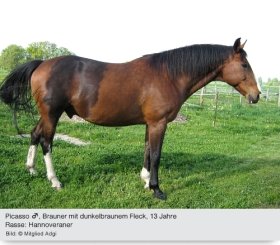 Picasso ♂, Brauner mit dunkelbraunem Fleck, 13 Jahre
Rasse: Hannoveraner
Bild: © Mitglied Adgi